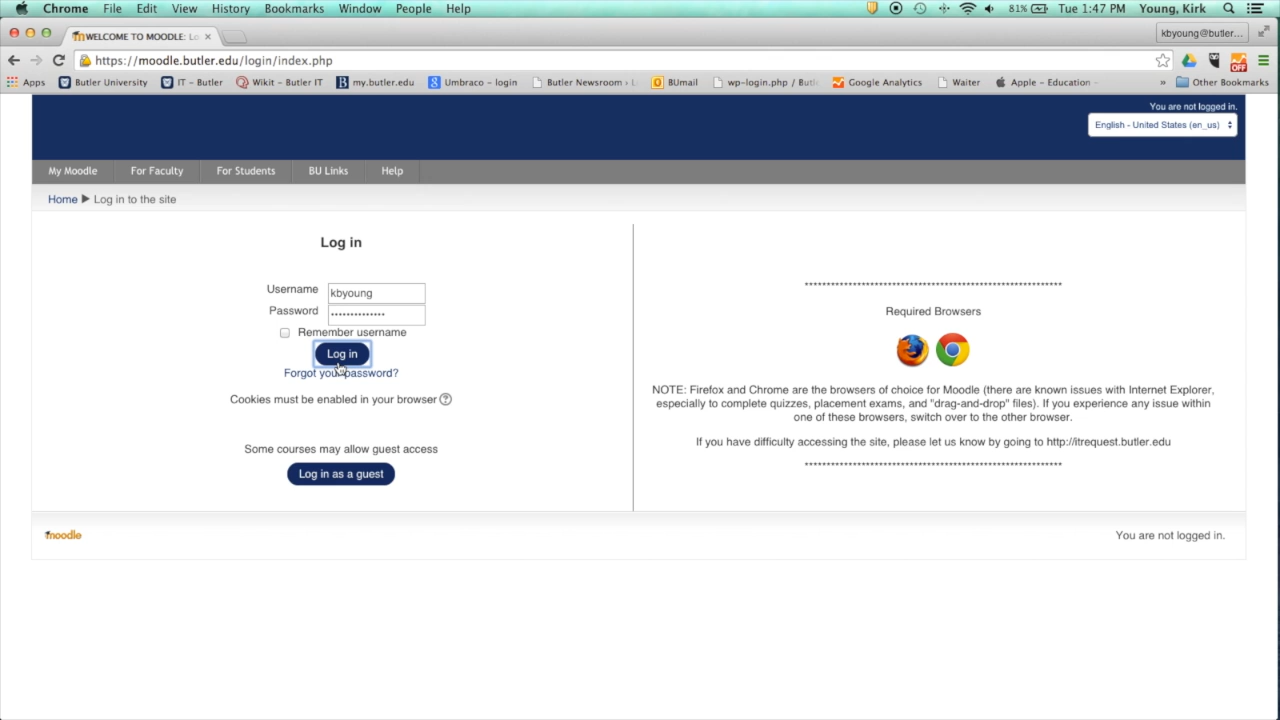 Chrome File Edit View History Bookmarks Window People Help 81% Tue 1:47 PM Young, Kirk
WELCOME TO MOODLE: Lo × kbyoung@butler...
https://moodle.butler.edu/login/index.php
Apps Butler University IT – Butler Wikit – Butler IT my.butler.edu Umbraco – login Butler Newsroom › L BUmail wp-login.php / Butl Google Analytics Waiter Apple – Education – » Other Bookmarks
OFF
You are not logged in.
English - United States (en_us)
My Moodle For Faculty For Students BU Links Help
Home ► Log in to the site
Log in
Username kbyoung
Password ••••••••••••••
Remember username
Log in
Forgot your password?
Cookies must be enabled in your browser ?
Some courses may allow guest access
Log in as a guest
***********************************************************
Required Browsers
NOTE: Firefox and Chrome are the browsers of choice for Moodle (there are known issues with Internet Explorer,
especially to complete quizzes, placement exams, and "drag-and-drop" files). If you experience any issue within
one of these browsers, switch over to the other browser.
If you have difficulty accessing the site, please let us know by going to http://itrequest.butler.edu
***********************************************************
moodle You are not logged in.